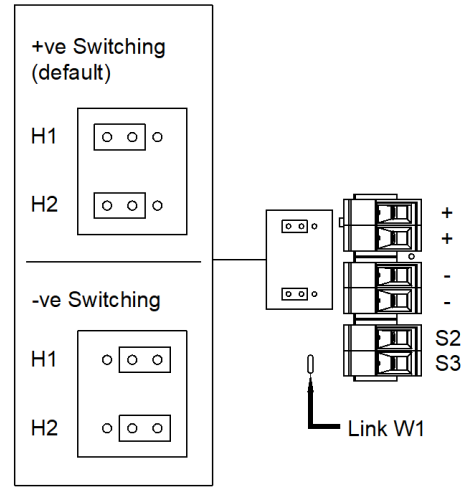 +ve Switching
(default)
H1
H2
-ve Switching
H1
H2
+
+
-
-
S2
S3
Link W1